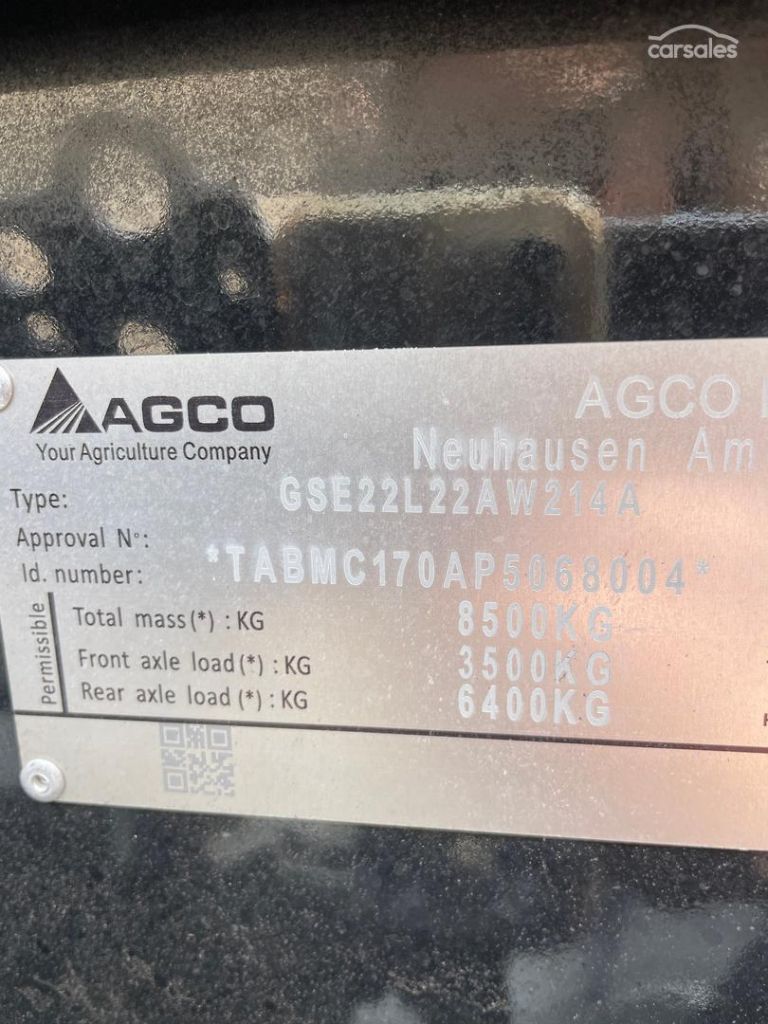 carsales
AGCO
Your Agriculture Company
AGCO
Neuhausen Am
Type: GSE22L22AW214A
Approval N°:
Id. number: *TABMC170AP5068004*
Permissible
Total mass(*) : KG 8500KG
Front axle load(*) : KG 3500KG
Rear axle load (*) : KG 6400KG